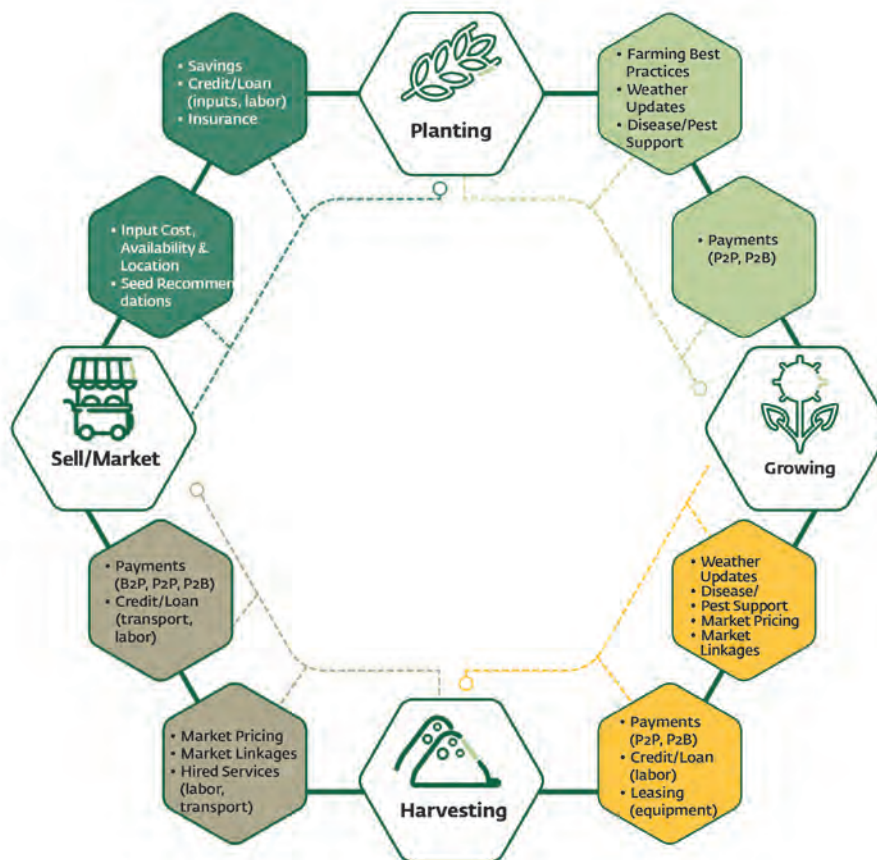 • Savings
• Credit/Loan
(inputs, labor)
• Insurance
Planting
• Farming Best
Practices
• Weather
Updates
• Disease/Pest
Support
• Input Cost,
Availability &
Location
• Seed Recommen
dations
• Payments
(P2P, P2B)
Sell/Market
Growing
• Payments
(B2P, P2P, P2B)
• Credit/Loan
(transport,
labor)
• Weather
Updates
• Disease/
• Pest Support
• Market Pricing
• Market
Linkages
• Market Pricing
• Market Linkages
• Hired Services
(labor,
transport)
Harvesting
• Payments
(P2P, P2B)
• Credit/Loan
(labor)
• Leasing
(equipment)